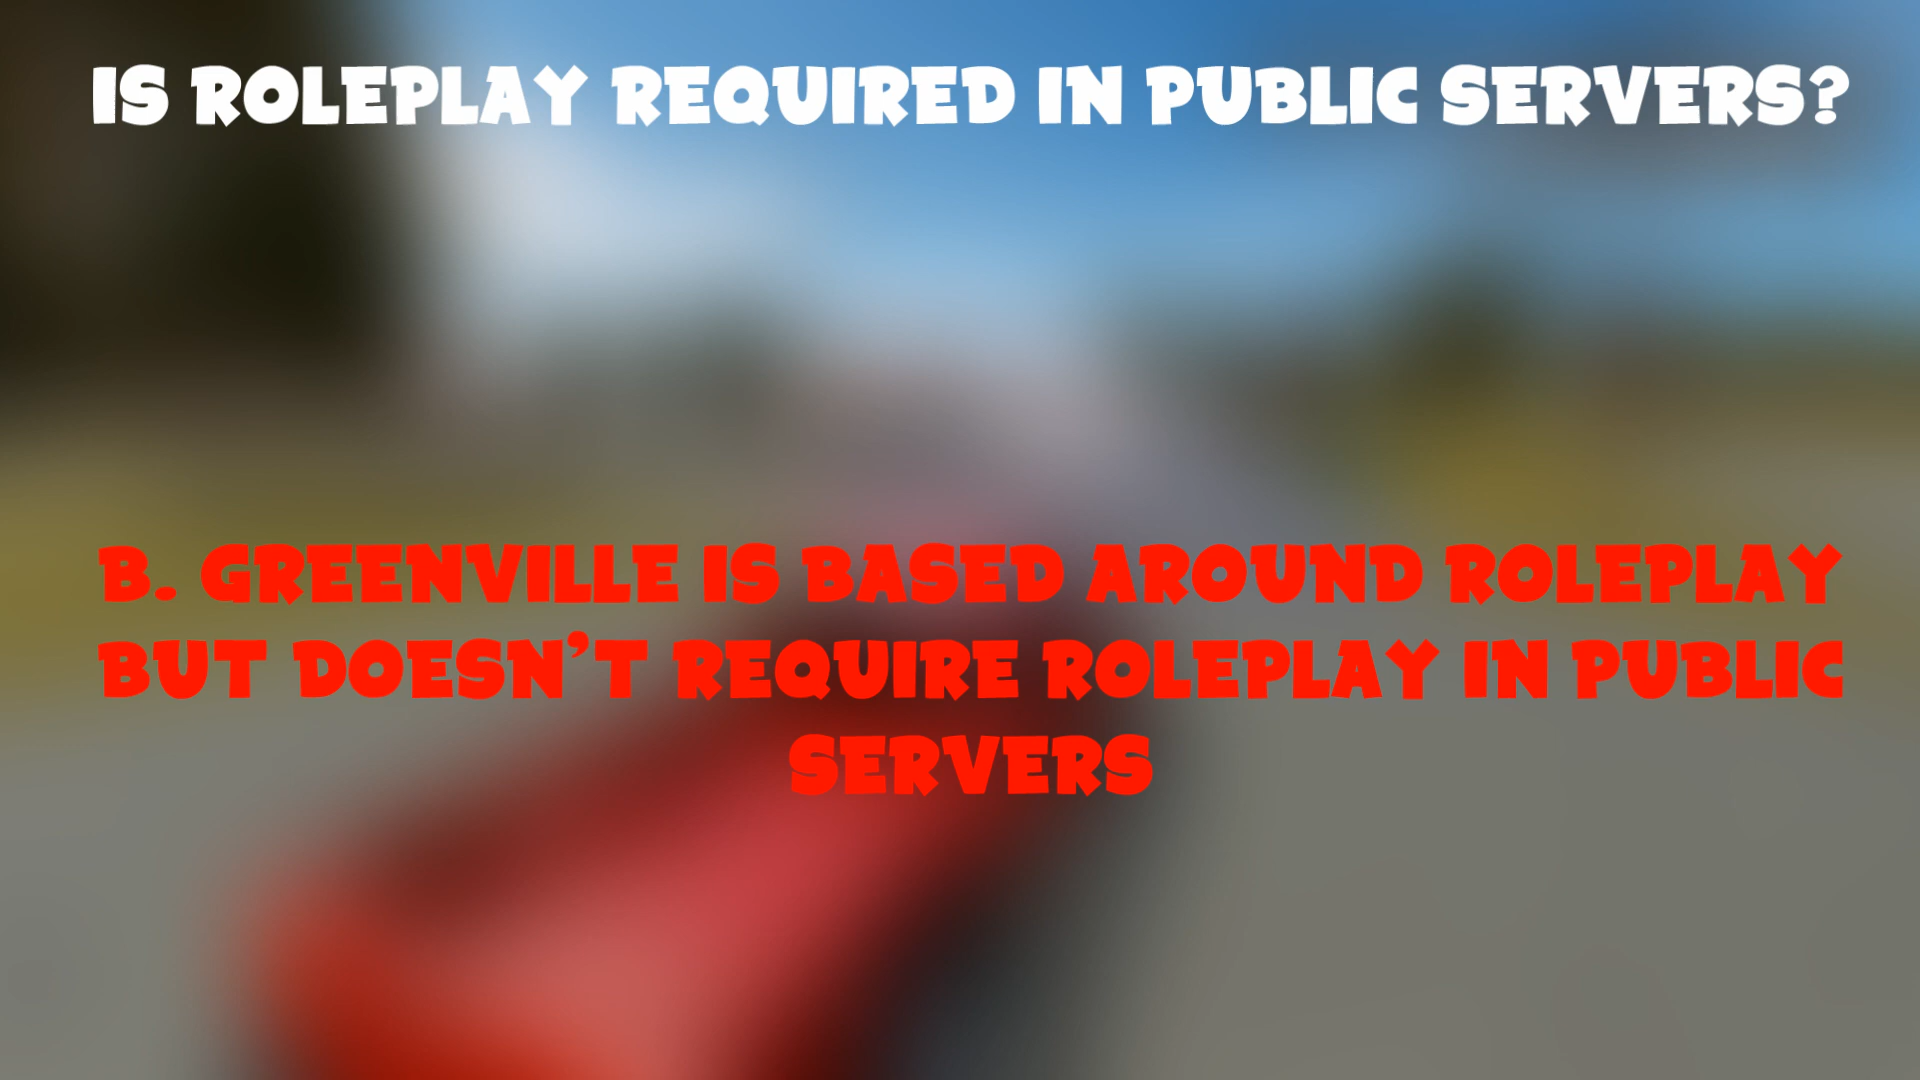 IS ROLEPLAY REQUIRED IN PUBLIC SERVERS?
B. GREENVILLE IS BASED AROUND ROLEPLAY
BUT DOESN’T REQUIRE ROLEPLAY IN PUBLIC
SERVERS